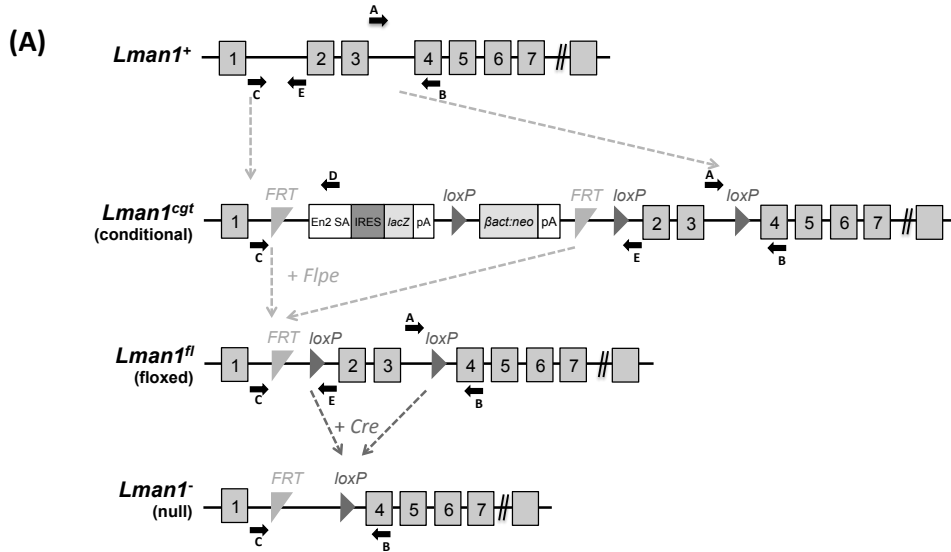 (A)
A
Lman1+
1 2 3 4 5 6 7
C E B
D A
FRT loxP FRT loxP loxP
Lman1cgt
(conditional)
1 En2 SA IRES lacZ pA βact:neo pA 2 3 4 5 6 7
C E B
+ Flpe
A
FRT loxP loxP
Lman1fl
(floxed)
1 2 3 4 5 6 7
C E B
+ Cre
FRT loxP
Lman1-
(null)
1 4 5 6 7
C B